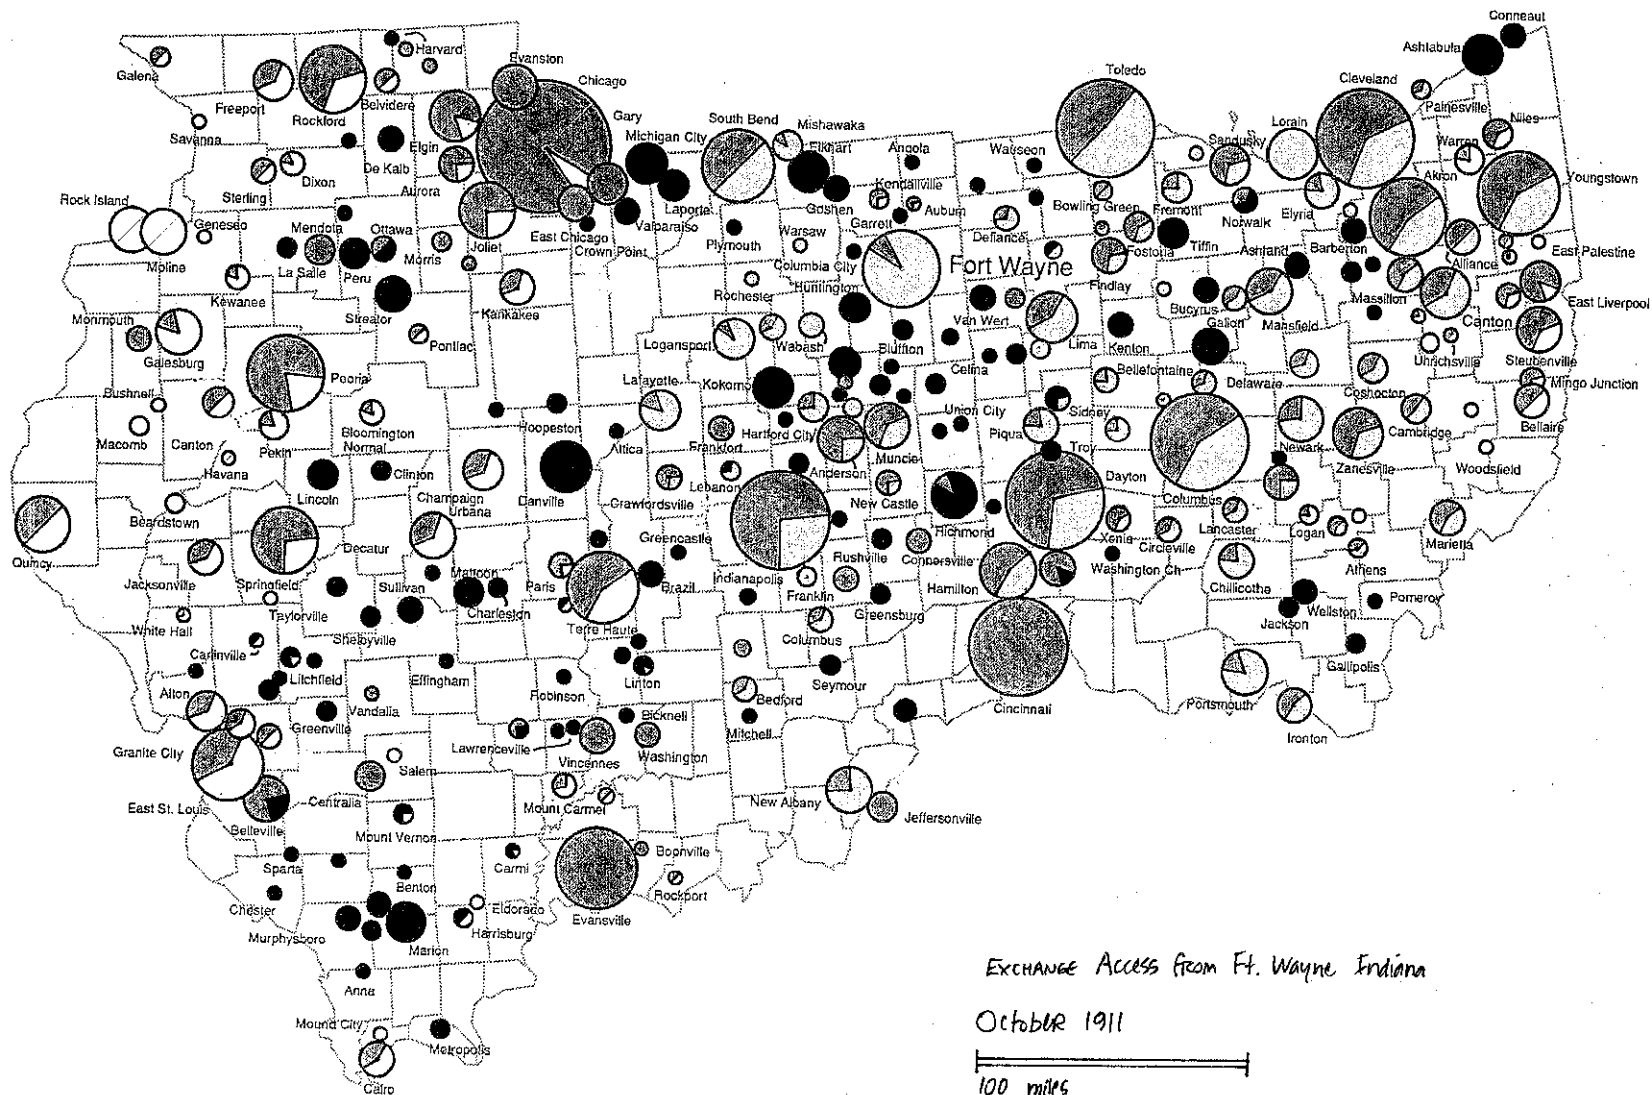 Conneaut
Ashtabula
Harvard
Galena
Evanston
Chicago
Toledo
Cleveland
Freeport
Rockford
Belvidere
Painesville
Gary
South Bend
Mishawaka
Lorain
Niles
Savanna
Michigan City
Elkhart
Angola
Wauseon
Sandusky
Warren
De Kalb
Elgin
Dixon
Aurora
Kendallville
Akron
Youngstown
Sterling
Laporte
Goshen
Auburn
Bowling Green
Fremont
Norwalk
Elyria
Rock Island
Geneseo
Mendota
Ottawa
Valparaiso
Garrett
Defiance
Barberton
Joliet
East Chicago
Plymouth
Warsaw
Fostoria
Tiffin
Ashland
Moline
La Salle
Peru
Morris
Crown Point
Columbia City
Fort Wayne
Alliance
East Palestine
Kewanee
Huntington
Findlay
Massillon
Streator
Kankakee
Rochester
Bucyrus
Galion
Mansfield
Canton
East Liverpool
Monmouth
Van Wert
Galesburg
Pontiac
Logansport
Wabash
Bluffton
Lima
Kenton
Uhrichsville
Steubenville
Celina
Peoria
Lafayette
Kokomo
Bellefontaine
Delaware
Coshocton
Mingo Junction
Bushnell
Union City
Sidney
Macomb
Canton
Pekin
Bloomington
Normal
Hoopeston
Attica
Frankfort
Hartford City
Piqua
Newark
Cambridge
Bellaire
Havana
Clinton
Anderson
Muncie
Troy
Zanesville
Woodsfield
Lincoln
Champaign
Urbana
Danville
Crawfordsville
Lebanon
New Castle
Dayton
Columbus
Beardstown
Richmond
Lancaster
Quincy
Decatur
Greencastle
Rushville
Connersville
Xenia
Circleville
Logan
Marietta
Jacksonville
Springfield
Sullivan
Mattoon
Paris
Brazil
Indianapolis
Franklin
Hamilton
Washington Ch
Chillicothe
Athens
Taylorville
Charleston
Greensburg
Wellston
Pomeroy
White Hall
Shelbyville
Terre Haute
Columbus
Jackson
Carlinville
Litchfield
Effingham
Robinson
Linton
Seymour
Gallipolis
Alton
Vandalia
Bedford
Cincinnati
Portsmouth
Greenville
Bicknell
Mitchell
Ironton
Granite City
Lawrenceville
Vincennes
Washington
Salem
East St. Louis
Centralia
Mount Carmel
New Albany
Jeffersonville
Belleville
Mount Vernon
Boonville
Sparta
Carmi
Benton
Rockport
Chester
Eldorado
Evansville
Murphysboro
Marion
Harrisburg
Exchange Access from Ft. Wayne Indiana
Anna
October 1911
Mound City
Metropolis
100 miles
Cairo